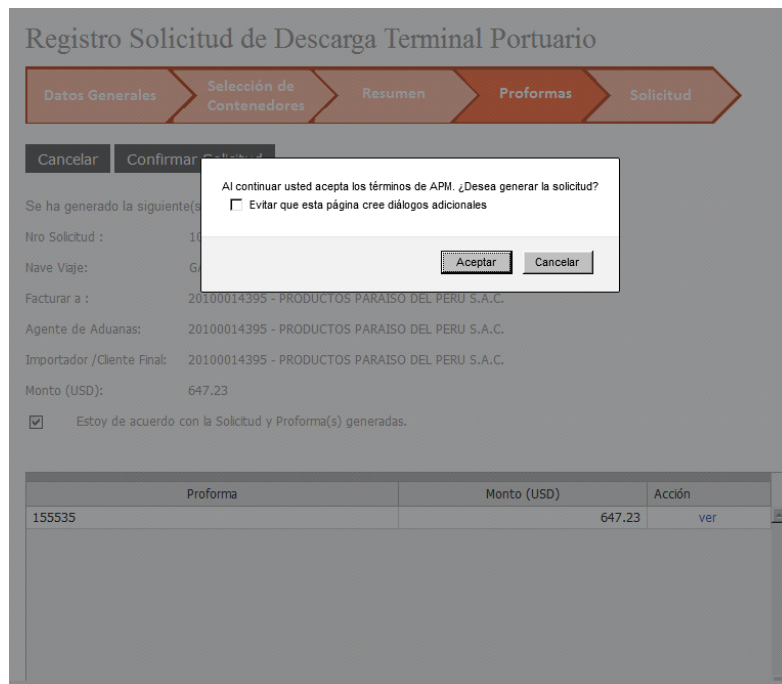 Registro Solicitud de Descarga Terminal Portuario
Datos Generales
Selección de
Contenedores
Resumen
Proformas
Solicitud
Cancelar
Confirmar Solicitud
Al continuar usted acepta los términos de APM. ¿Desea generar la solicitud?
Evitar que esta página cree diálogos adicionales
Aceptar
Cancelar
Se ha generado la siguiente(s
Nro Solicitud : 10
Nave Viaje: GA
Facturar a : 20100014395 - PRODUCTOS PARAISO DEL PERU S.A.C.
Agente de Aduanas: 20100014395 - PRODUCTOS PARAISO DEL PERU S.A.C.
Importador /Cliente Final: 20100014395 - PRODUCTOS PARAISO DEL PERU S.A.C.
Monto (USD): 647.23
Estoy de acuerdo con la Solicitud y Proforma(s) generadas.
Proforma Monto (USD) Acción
155535 647.23 ver